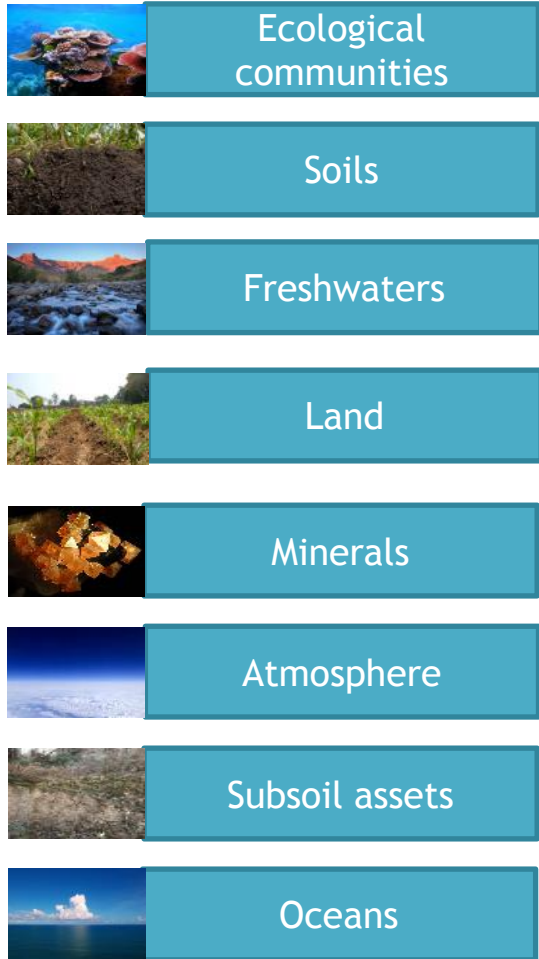 Ecological
communities
Soils
Freshwaters
Land
Minerals
Atmosphere
Subsoil assets
Oceans